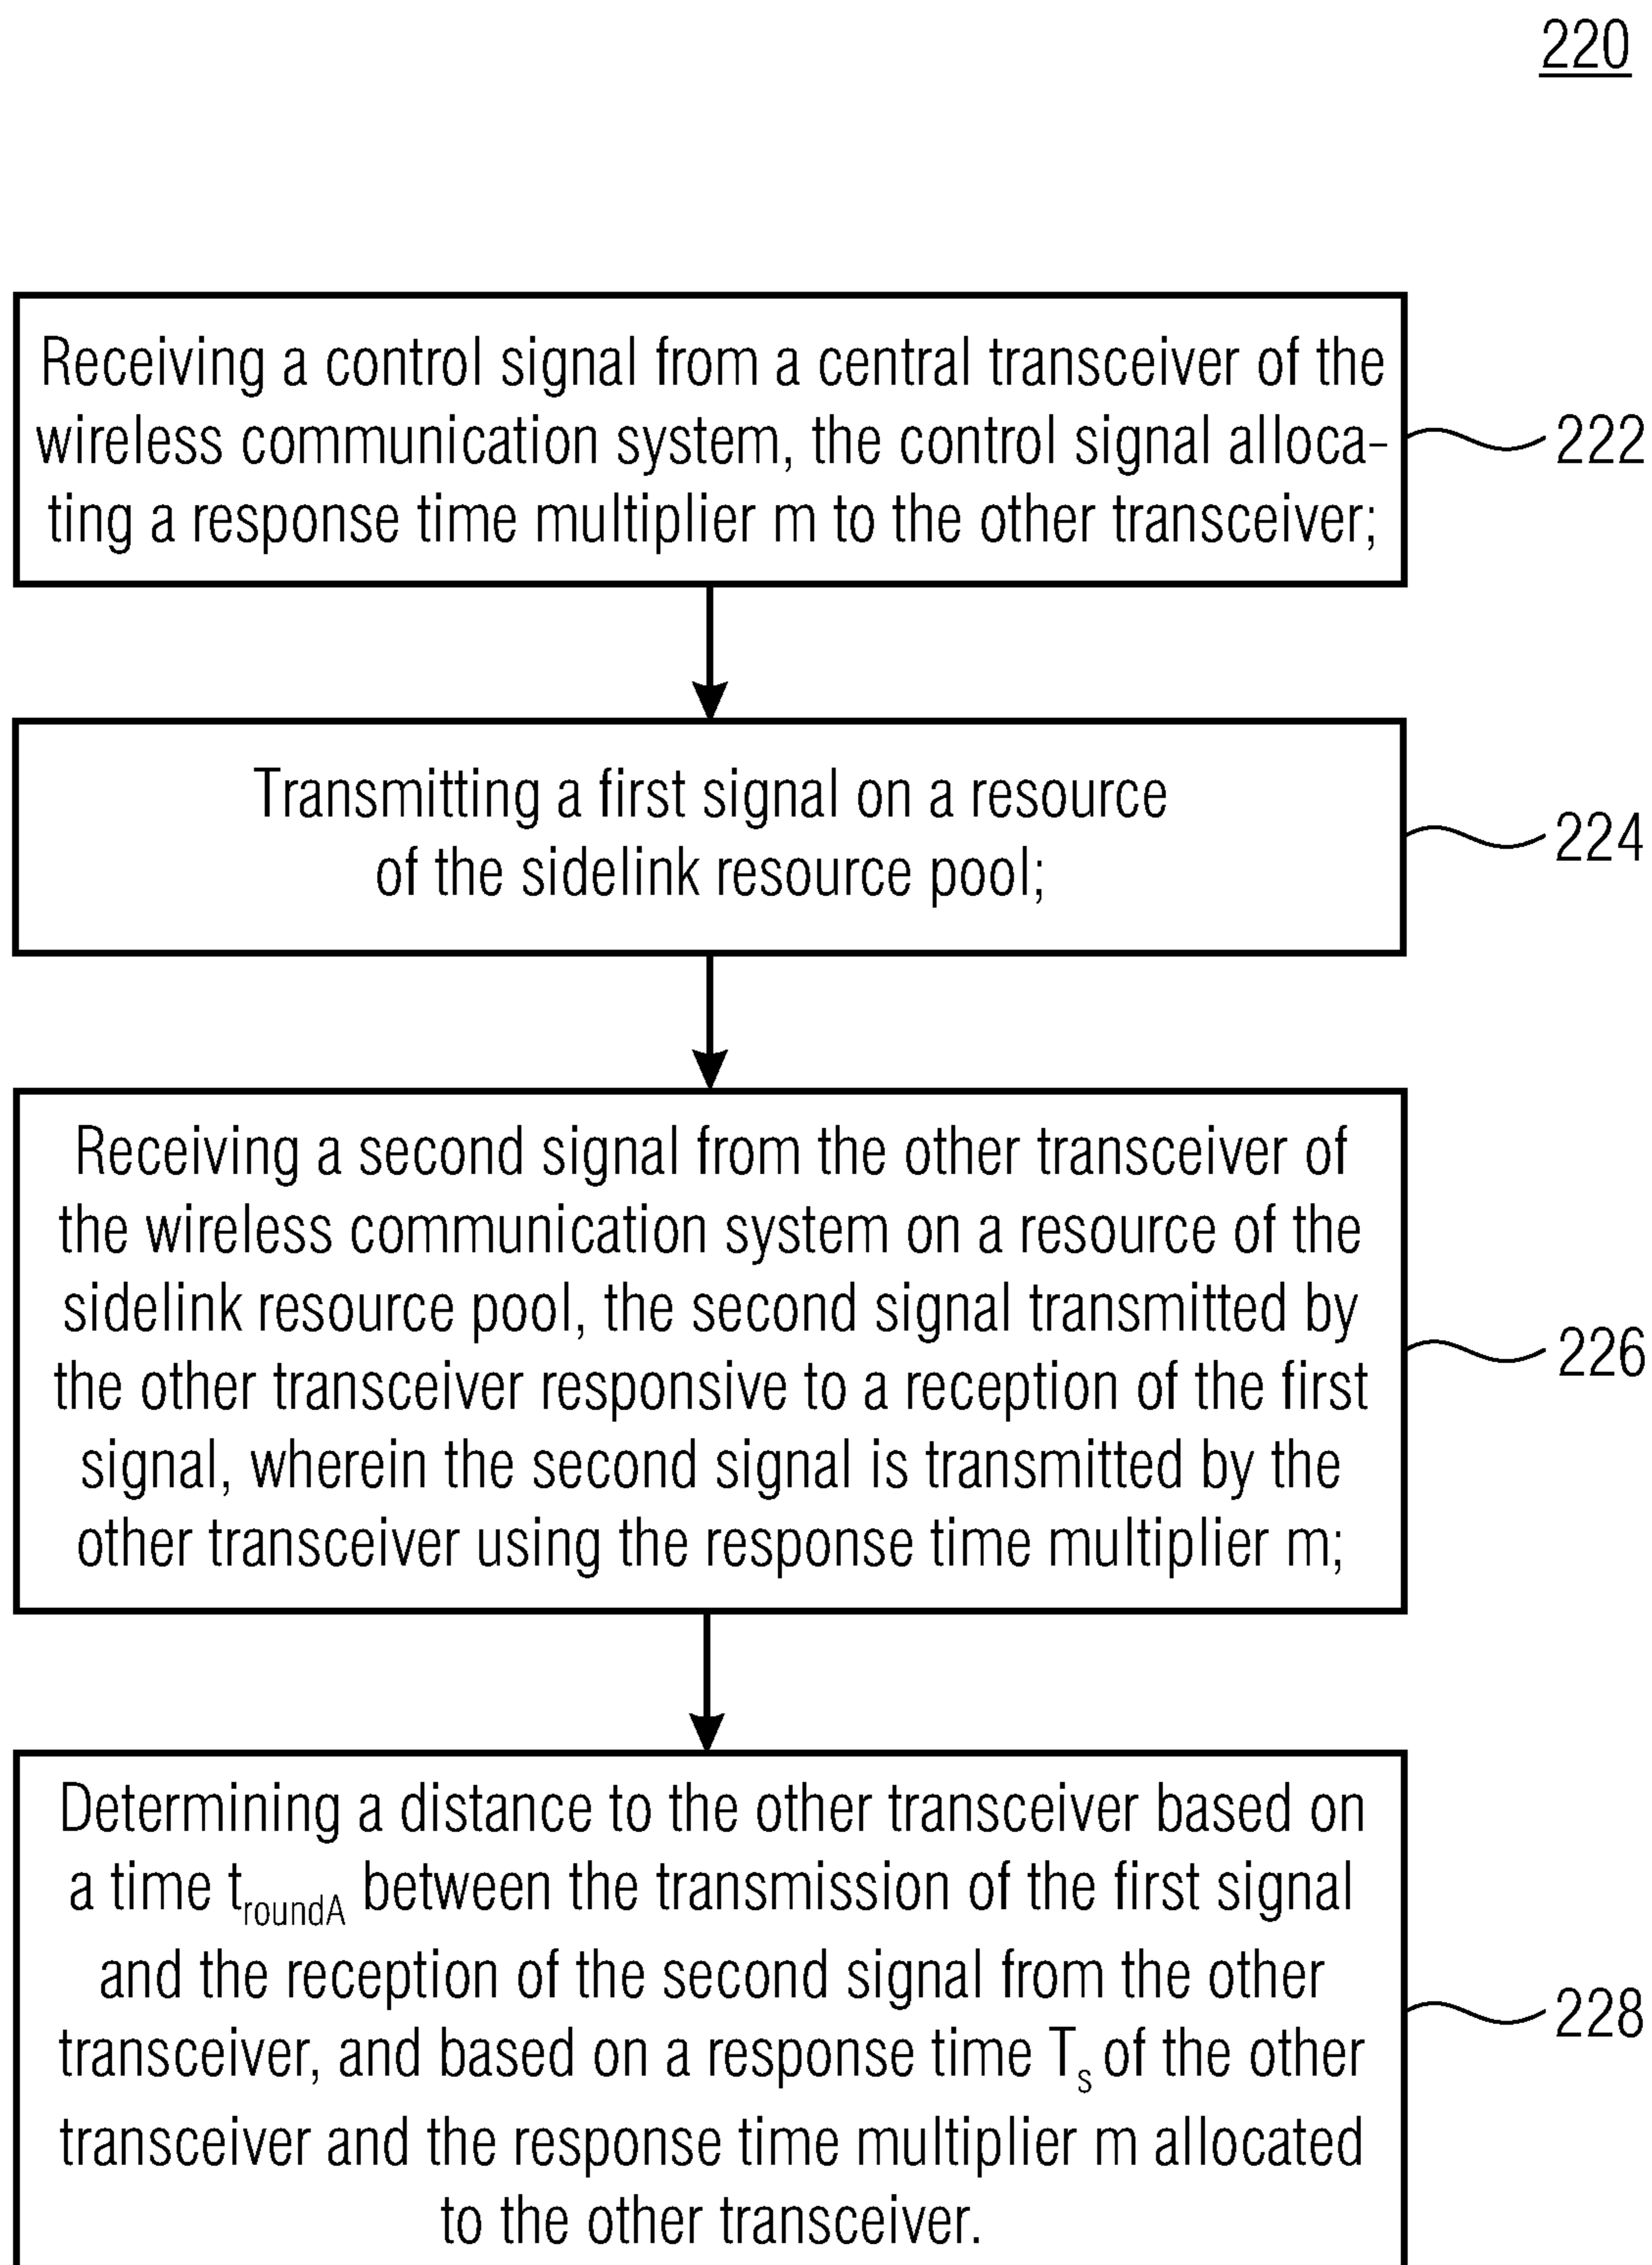 220
Receiving a control signal from a central transceiver of the
wireless communication system, the control signal alloca-
ting a response time multiplier m to the other transceiver;
222
Transmitting a first signal on a resource
of the sidelink resource pool;
224
Receiving a second signal from the other transceiver of
the wireless communication system on a resource of the
sidelink resource pool, the second signal transmitted by
the other transceiver responsive to a reception of the first
signal, wherein the second signal is transmitted by the
other transceiver using the response time multiplier m;
226
Determining a distance to the other transceiver based on
a time troundA between the transmission of the first signal
and the reception of the second signal from the other
transceiver, and based on a response time Ts of the other
transceiver and the response time multiplier m allocated
to the other transceiver.
228